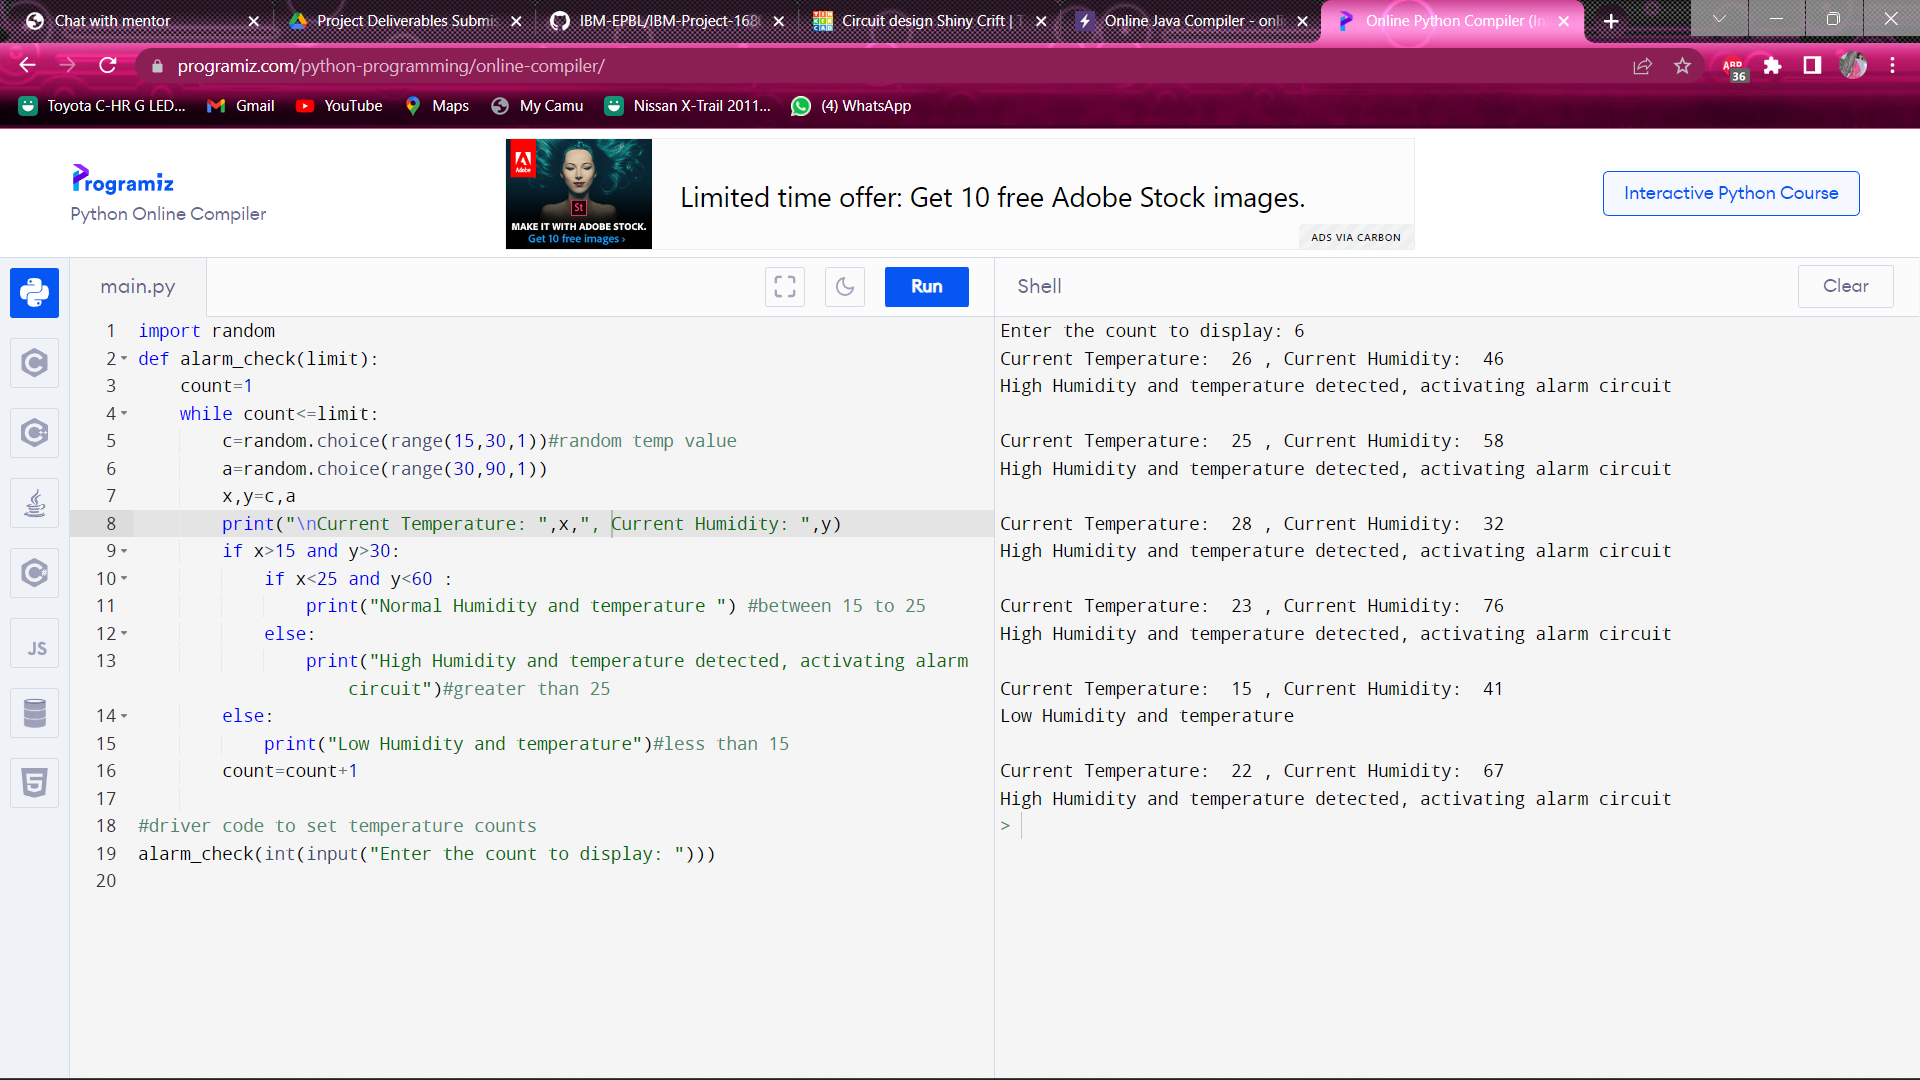 Chat with mentor
Project Deliverables Submis
IBM-EPBL/IBM-Project-168
Circuit design Shiny Crift | T
Online Java Compiler - onli
Online Python Compiler (In
programiz.com/python-programming/online-compiler/
ABP
36
Toyota C-HR G LED...
Gmail
YouTube
Maps
My Camu
Nissan X-Trail 2011...
(4) WhatsApp
Programiz
Python Online Compiler
Adobe
St
MAKE IT WITH ADOBE STOCK.
Get 10 free images ›
Limited time offer: Get 10 free Adobe Stock images.
ADS VIA CARBON
Interactive Python Course
main.py
Run
Shell
Clear
JS
1 import random
2 def alarm_check(limit):
3 count=1
4 while count<=limit:
5 c=random.choice(range(15,30,1))#random temp value
6 a=random.choice(range(30,90,1))
7 x,y=c,a
8 print("\nCurrent Temperature: ",x,", Current Humidity: ",y)
9 if x>15 and y>30:
10 if x<25 and y<60 :
11 print("Normal Humidity and temperature ") #between 15 to 25
12 else:
13 print("High Humidity and temperature detected, activating alarm
circuit")#greater than 25
14 else:
15 print("Low Humidity and temperature")#less than 15
16 count=count+1
17
18 #driver code to set temperature counts
19 alarm_check(int(input("Enter the count to display: ")))
20
Enter the count to display: 6
Current Temperature:  26 , Current Humidity:  46
High Humidity and temperature detected, activating alarm circuit
Current Temperature:  25 , Current Humidity:  58
High Humidity and temperature detected, activating alarm circuit
Current Temperature:  28 , Current Humidity:  32
High Humidity and temperature detected, activating alarm circuit
Current Temperature:  23 , Current Humidity:  76
High Humidity and temperature detected, activating alarm circuit
Current Temperature:  15 , Current Humidity:  41
Low Humidity and temperature
Current Temperature:  22 , Current Humidity:  67
High Humidity and temperature detected, activating alarm circuit
>